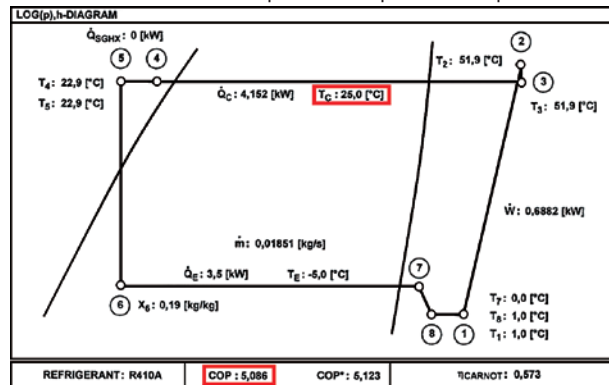 LOG(p),h-DIAGRAM
Q̇SGHX: 0 [kW]
5
4
2
3
T4: 22,9 [°C]
T5: 22,9 [°C]
T2: 51,9 [°C]
T3: 51,9 [°C]
Q̇C: 4,152 [kW]
TC: 25,0 [°C]
Ẇ: 0,6882 [kW]
ṁ: 0,01851 [kg/s]
Q̇E: 3,5 [kW]
TE: -5,0 [°C]
7
6
X6: 0,19 [kg/kg]
8
1
T7: 0,0 [°C]
T8: 1,0 [°C]
T1: 1,0 [°C]
REFRIGERANT: R410A
COP: 5,086
COP*: 5,123
ηCARNOT: 0,573